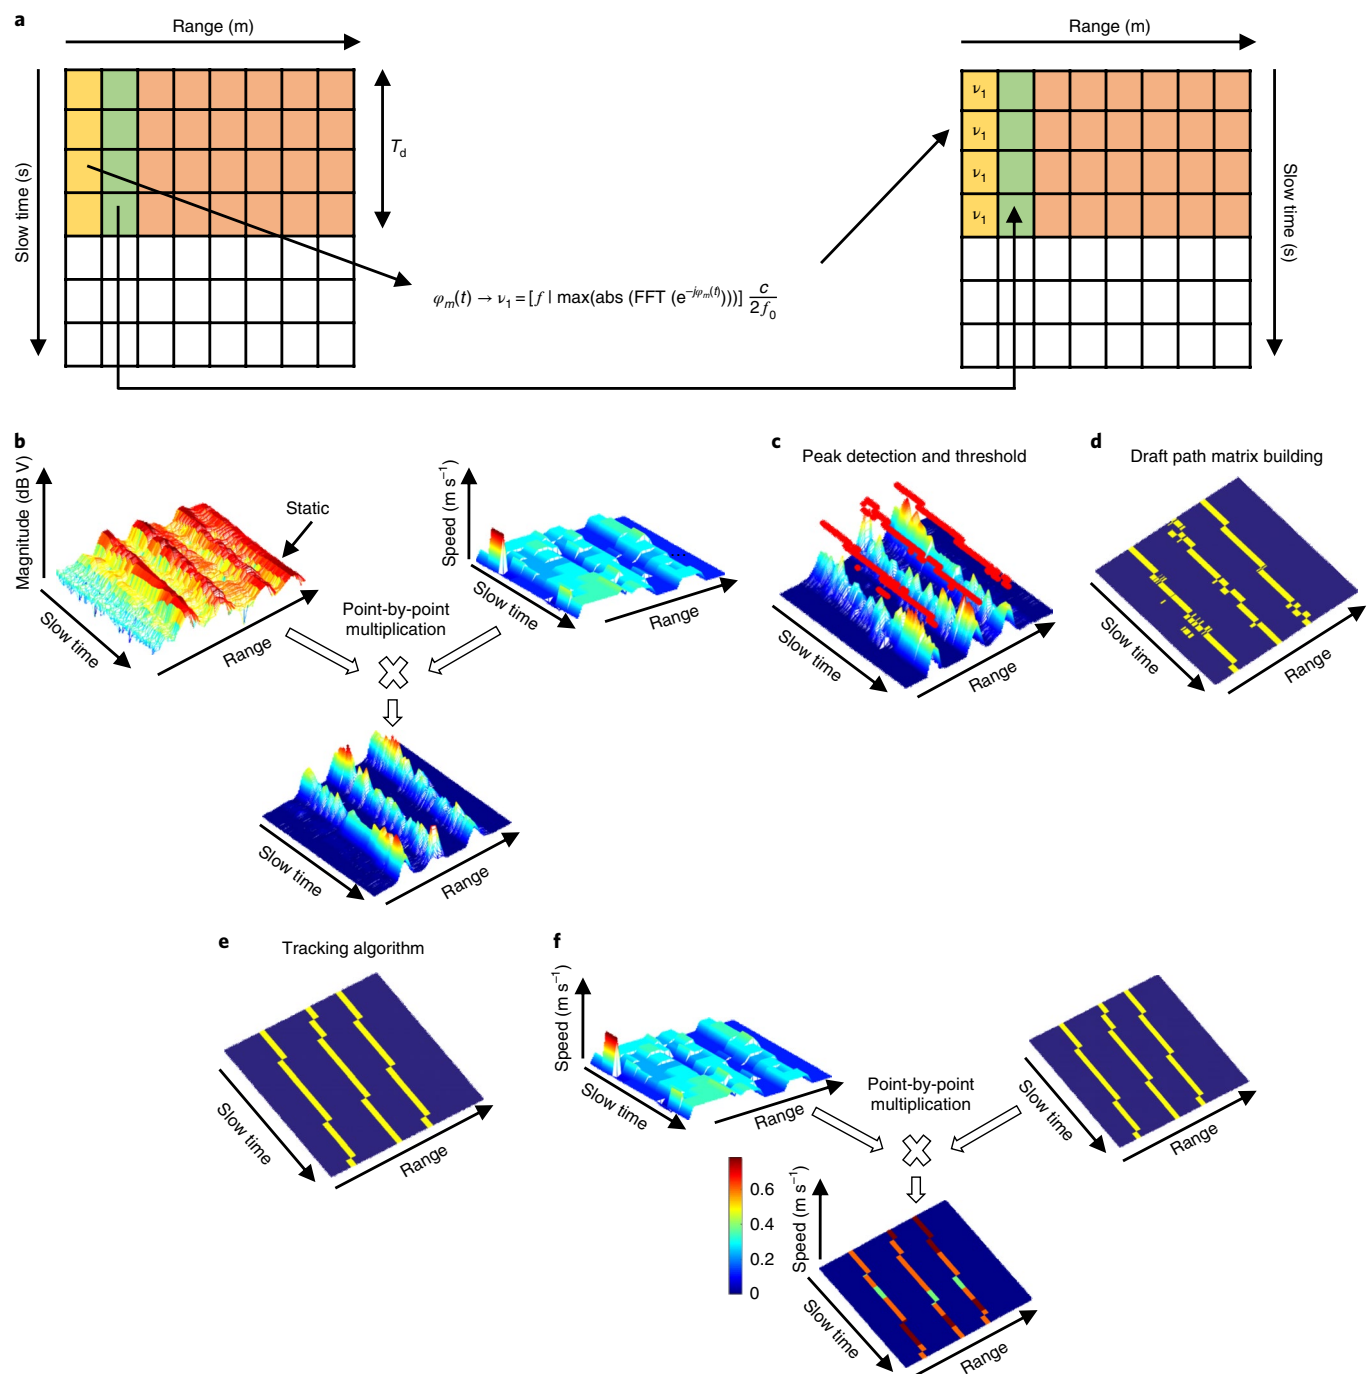 a
Range (m)
Range (m)
Slow time (s)
T_d
ν_1
ν_1
ν_1
ν_1
Slow time (s)
φ_m(t) → ν_1 = [f | max(abs (FFT (e^{−jφ_m(t)})))] c/2f_0
b
Magnitude (dB V)
Static
Slow time
Range
Speed (m s^{−1})
Slow time
Range
Point-by-point
multiplication
Slow time
Range
c
Peak detection and threshold
Slow time
Range
d
Draft path matrix building
Slow time
Range
e
Tracking algorithm
Slow time
Range
f
Speed (m s^{−1})
Slow time
Range
Point-by-point
multiplication
Slow time
Range
0.6
0.4
0.2
0
Speed (m s^{−1})
Slow time
Range